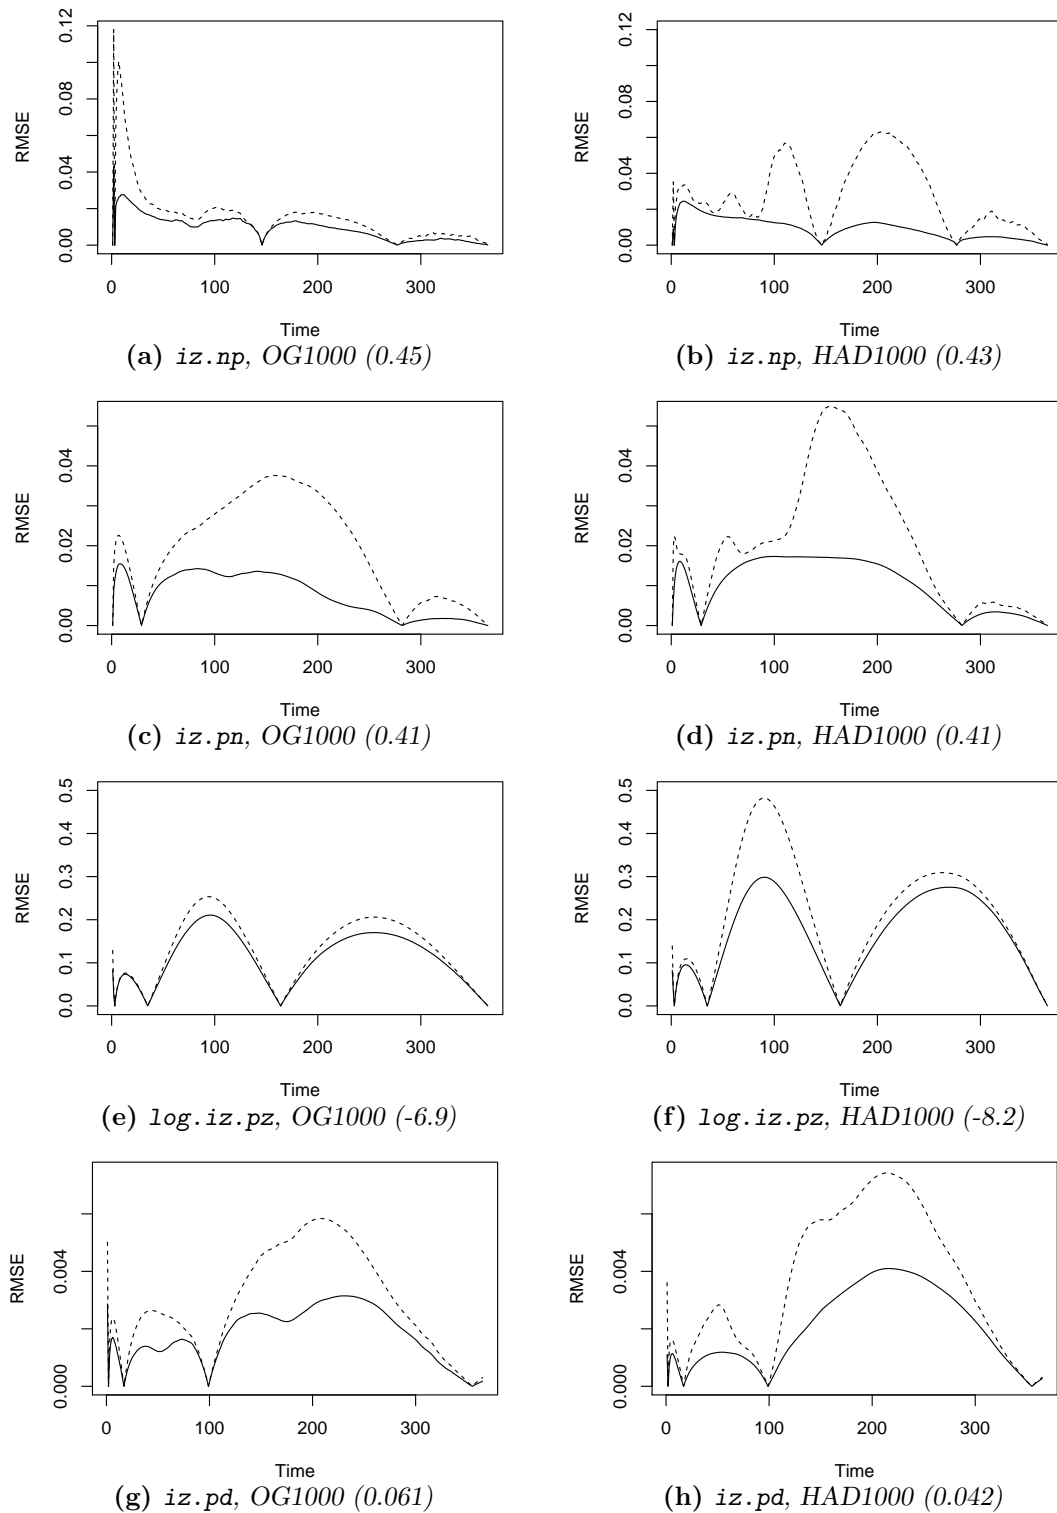 RMSE
0.00 0.04 0.08 0.12
0 100 200 300
Time
(a) iz.np, OG1000 (0.45)
RMSE
0.00 0.04 0.08 0.12
0 100 200 300
Time
(b) iz.np, HAD1000 (0.43)
RMSE
0.00 0.02 0.04
0 100 200 300
Time
(c) iz.pn, OG1000 (0.41)
RMSE
0.00 0.02 0.04
0 100 200 300
Time
(d) iz.pn, HAD1000 (0.41)
RMSE
0.0 0.1 0.2 0.3 0.4 0.5
0 100 200 300
Time
(e) log.iz.pz, OG1000 (-6.9)
RMSE
0.0 0.1 0.2 0.3 0.4 0.5
0 100 200 300
Time
(f) log.iz.pz, HAD1000 (-8.2)
RMSE
0.000 0.004
0 100 200 300
Time
(g) iz.pd, OG1000 (0.061)
RMSE
0.000 0.004
0 100 200 300
Time
(h) iz.pd, HAD1000 (0.042)